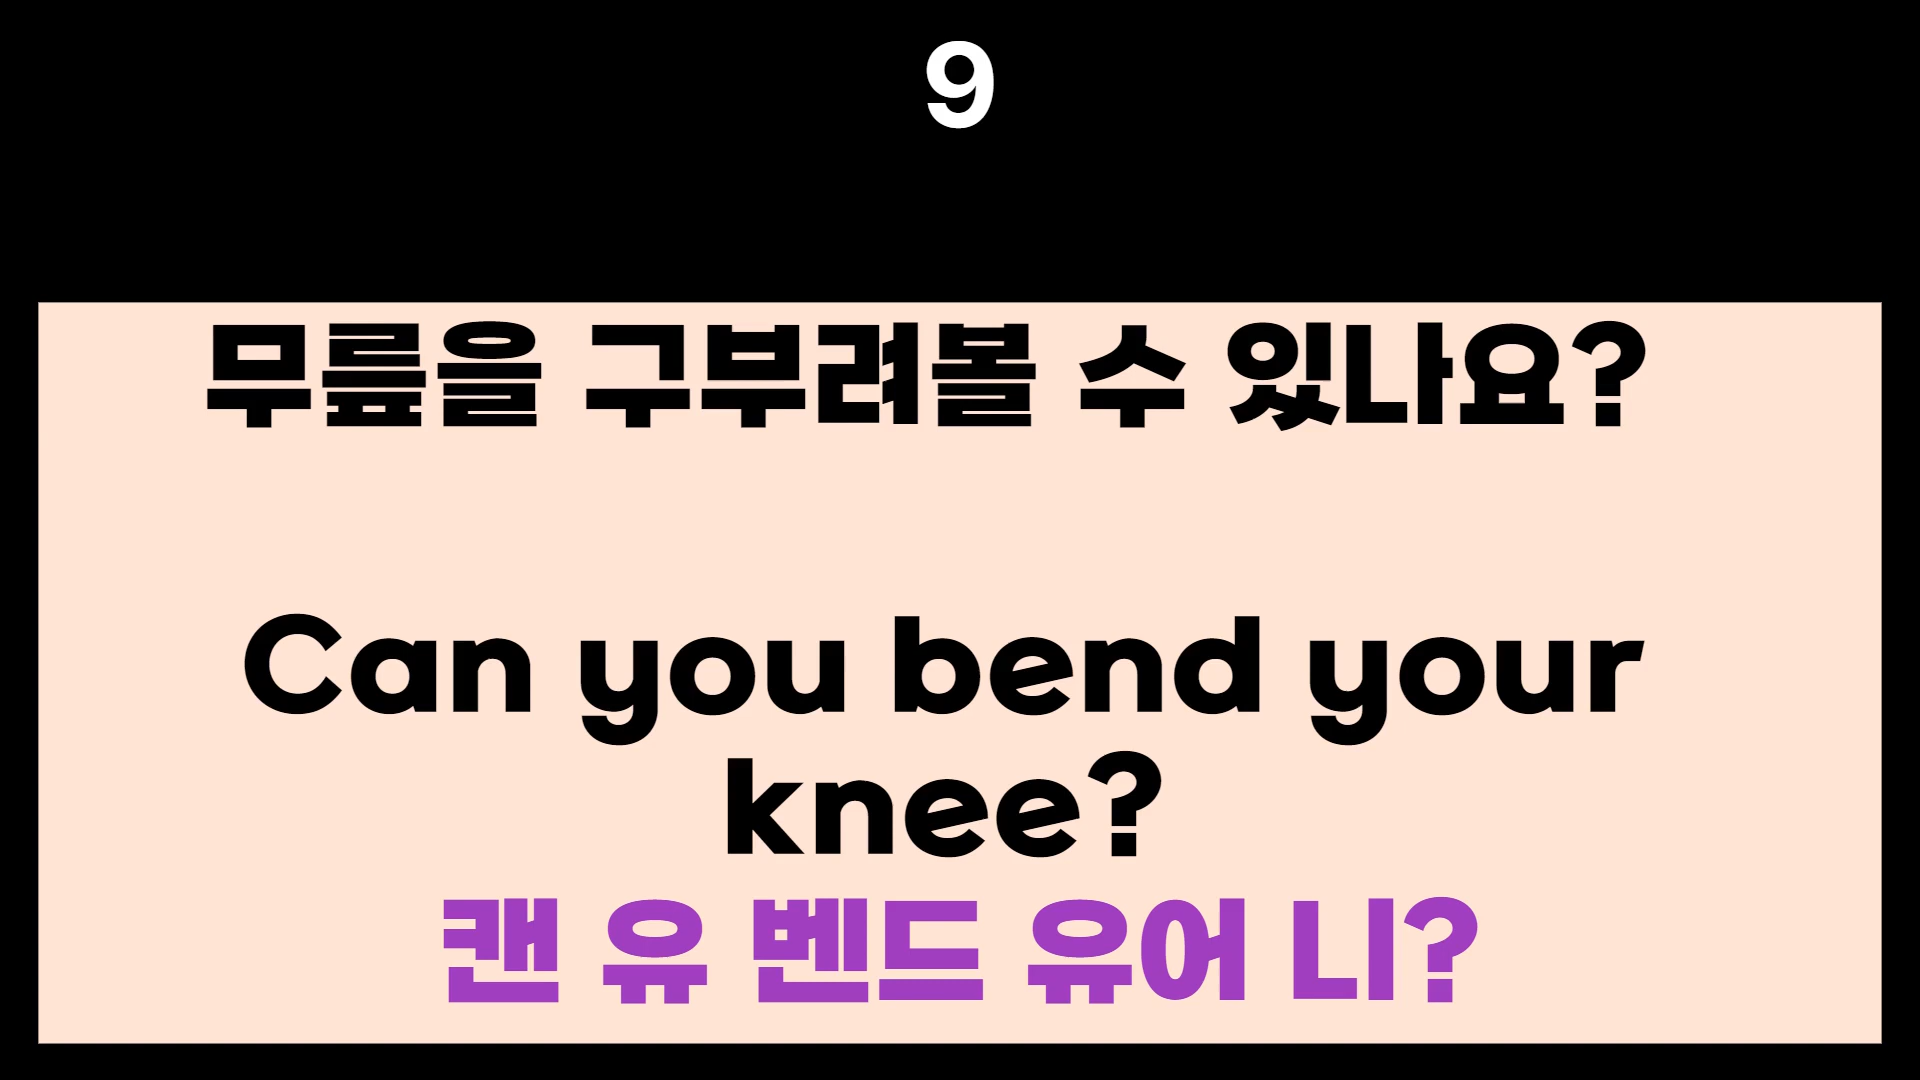 9
무릎을 구부려볼 수 있나요?
Can you bend your
knee?
캔 유 벤드 유어 니?